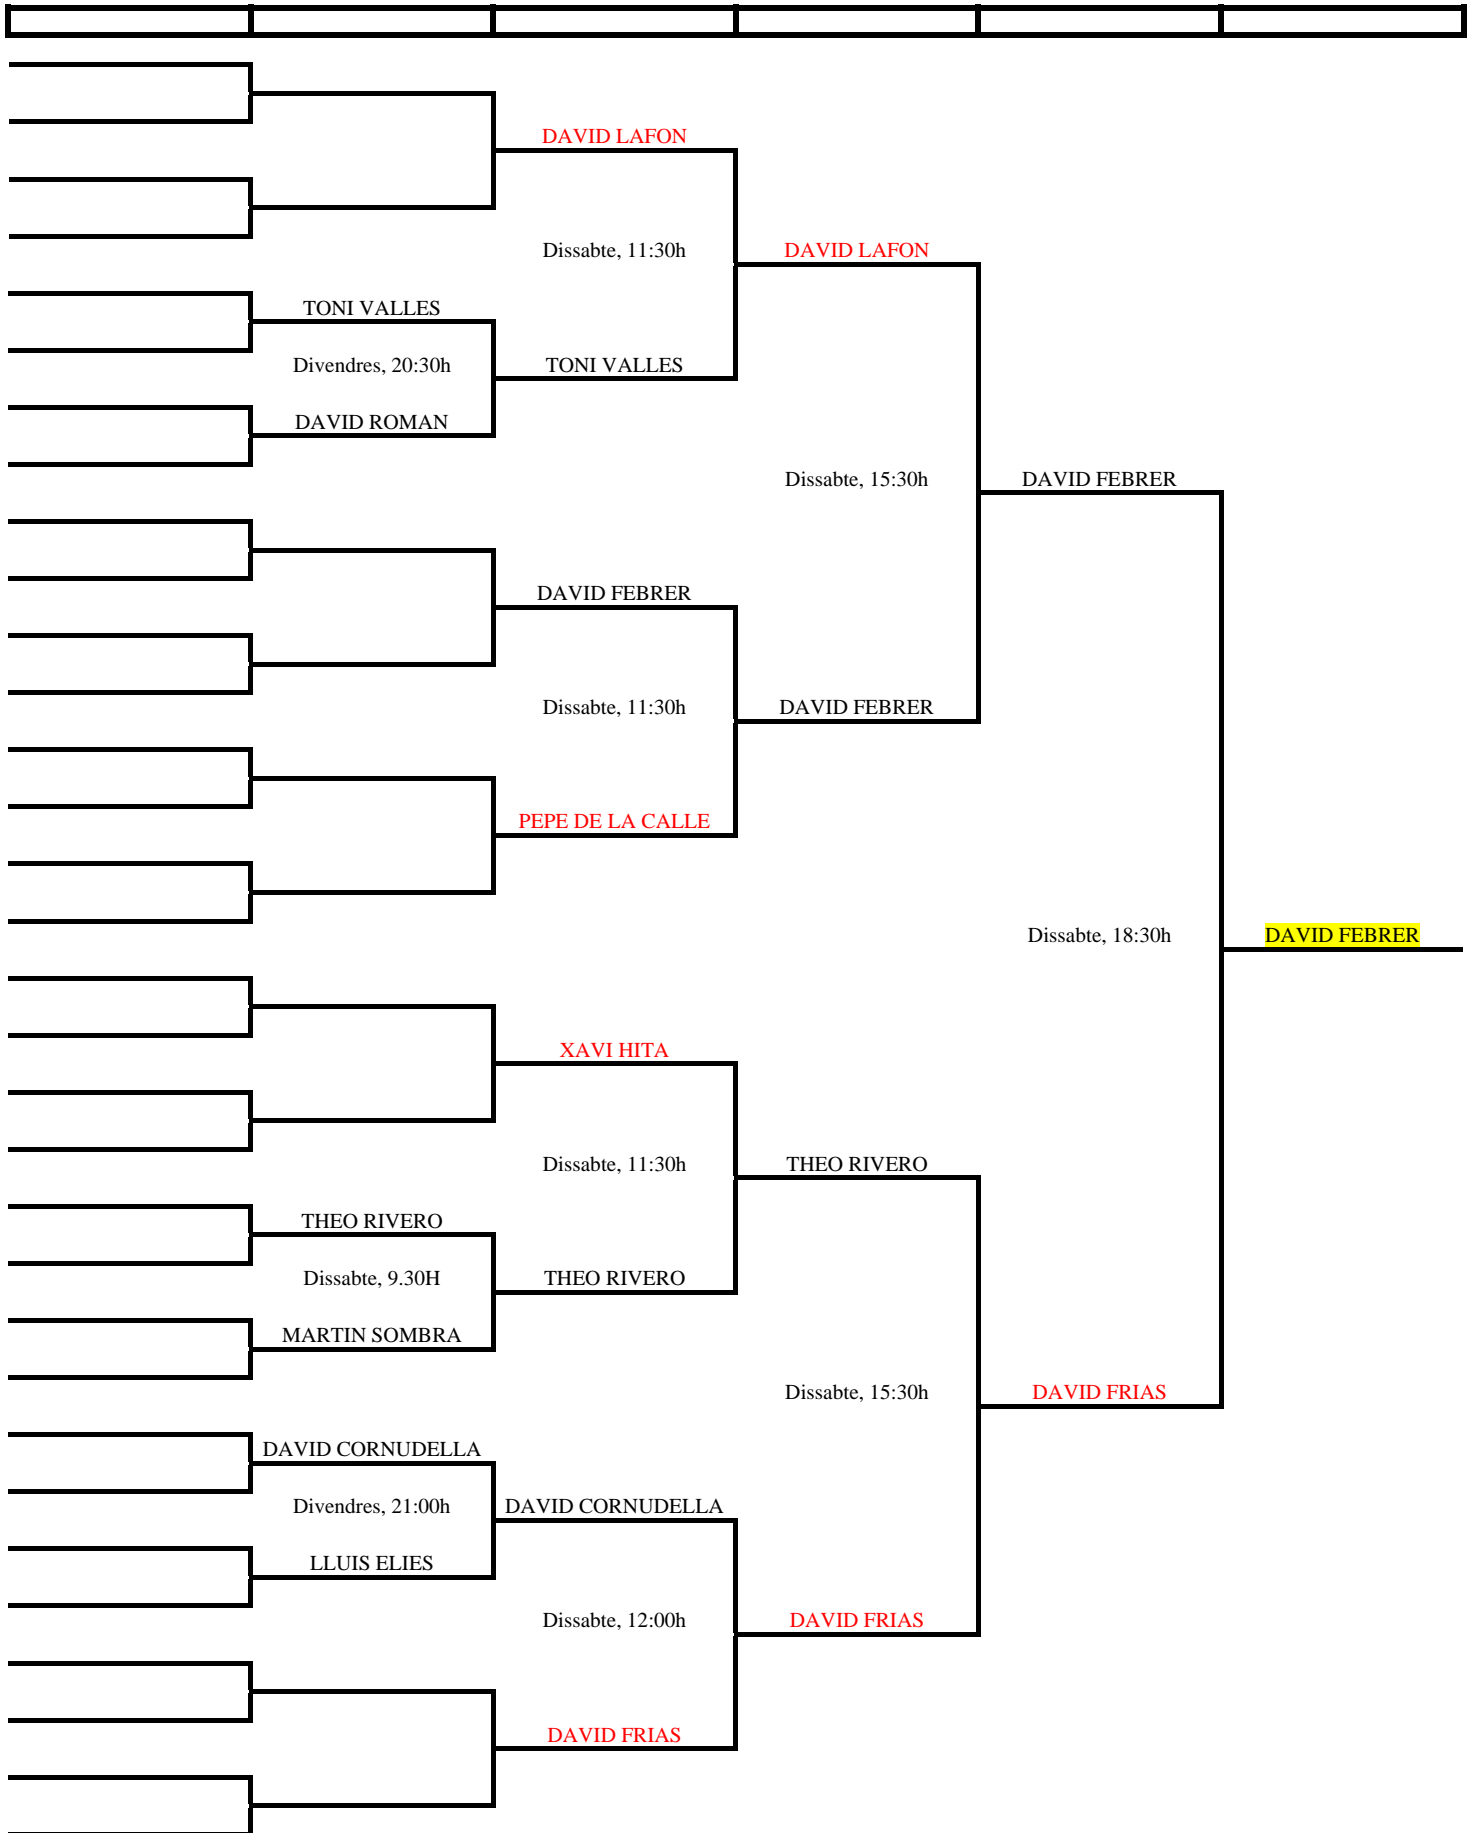 DAVID LAFON
Dissabte, 11:30h
DAVID LAFON
TONI VALLES
Divendres, 20:30h
TONI VALLES
DAVID ROMAN
Dissabte, 15:30h
DAVID FEBRER
DAVID FEBRER
Dissabte, 11:30h
DAVID FEBRER
PEPE DE LA CALLE
Dissabte, 18:30h
DAVID FEBRER
XAVI HITA
Dissabte, 11:30h
THEO RIVERO
THEO RIVERO
Dissabte, 9.30H
THEO RIVERO
MARTIN SOMBRA
Dissabte, 15:30h
DAVID FRIAS
DAVID CORNUDELLA
Divendres, 21:00h
DAVID CORNUDELLA
LLUIS ELIES
Dissabte, 12:00h
DAVID FRIAS
DAVID FRIAS